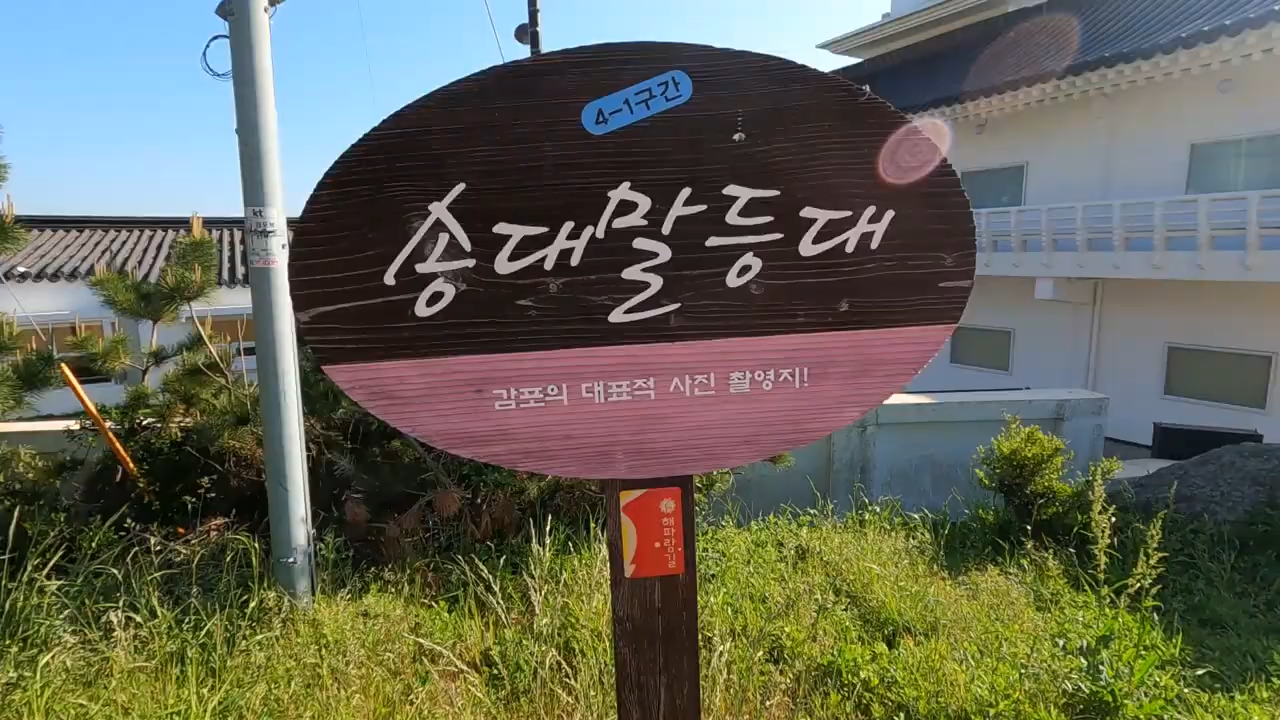 4-1구간
송대말등대
감포의 대표적 사진 촬영지!
해파랑길
kt